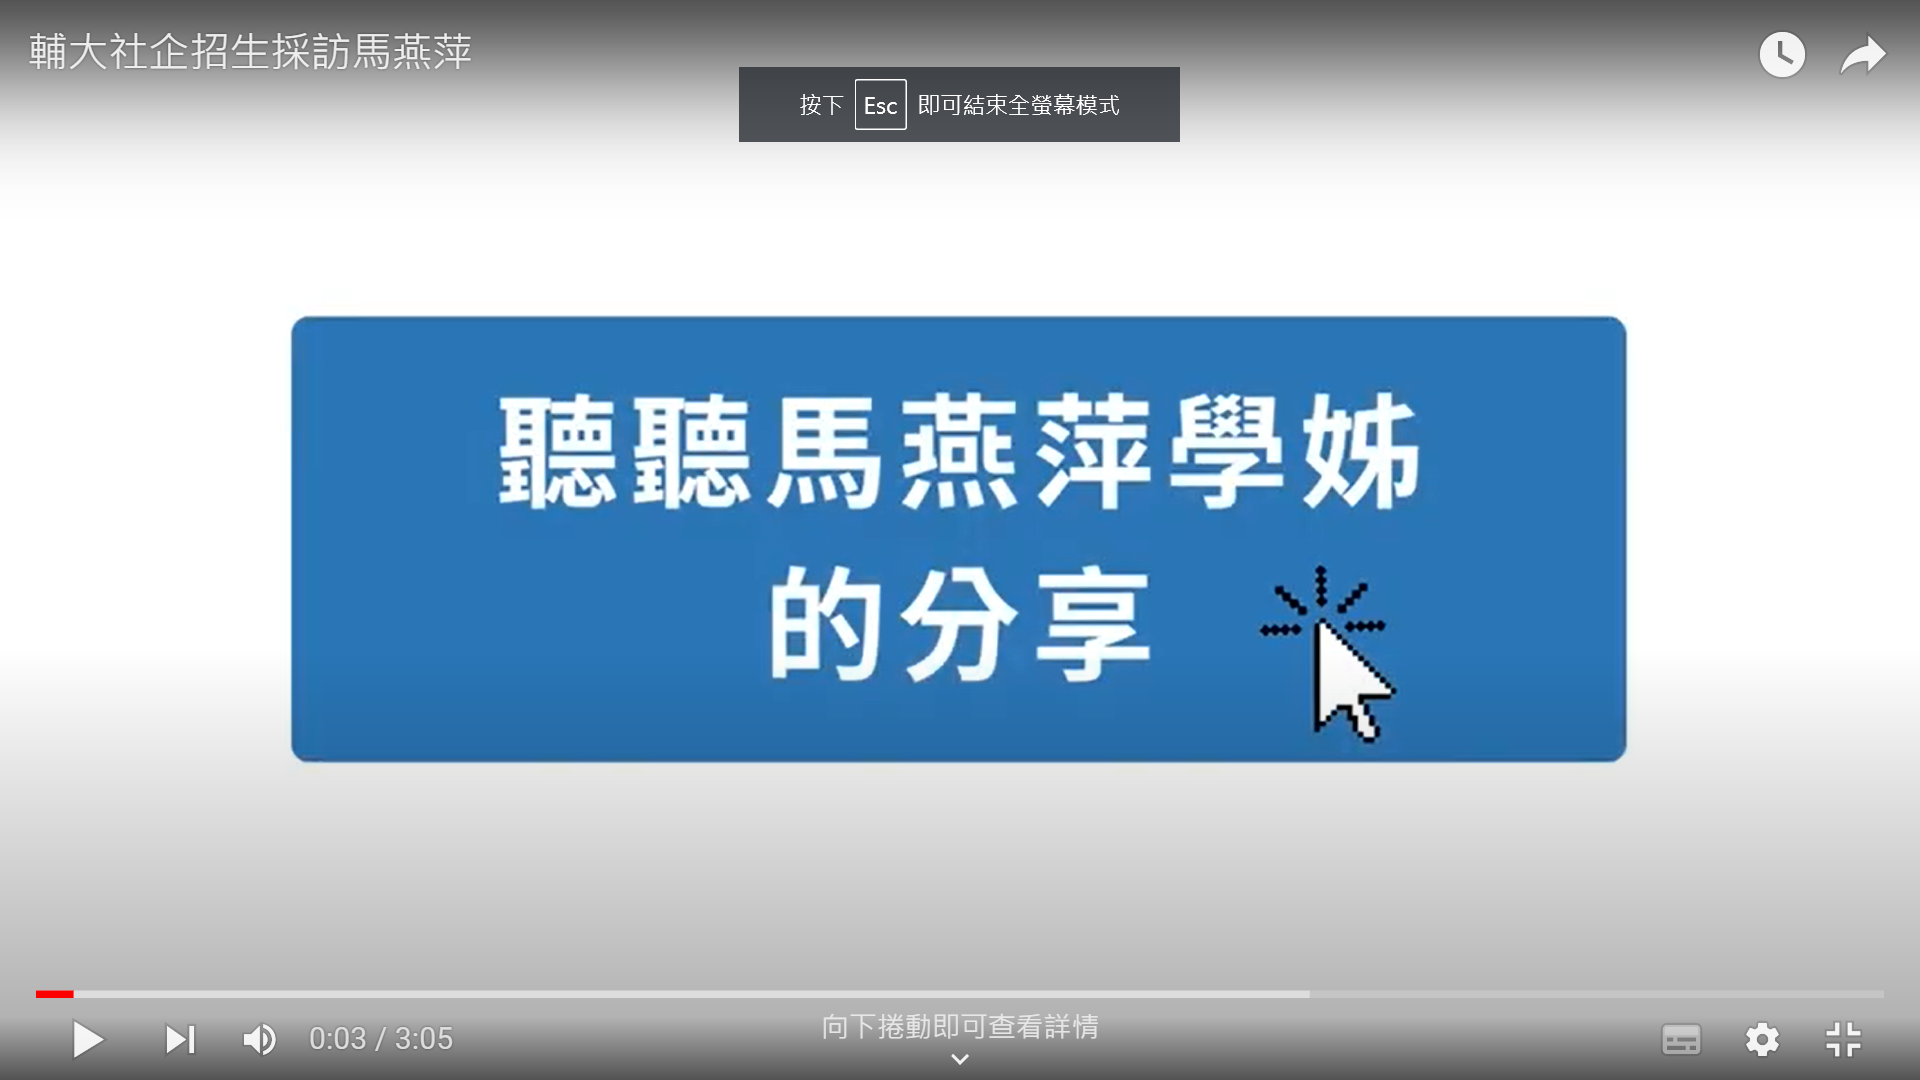 輔大社企招生採訪馬燕萍
按下 Esc 即可結束全螢幕模式
聽聽馬燕萍學姊
的分享
0:03 / 3:05
向下捲動即可查看詳情